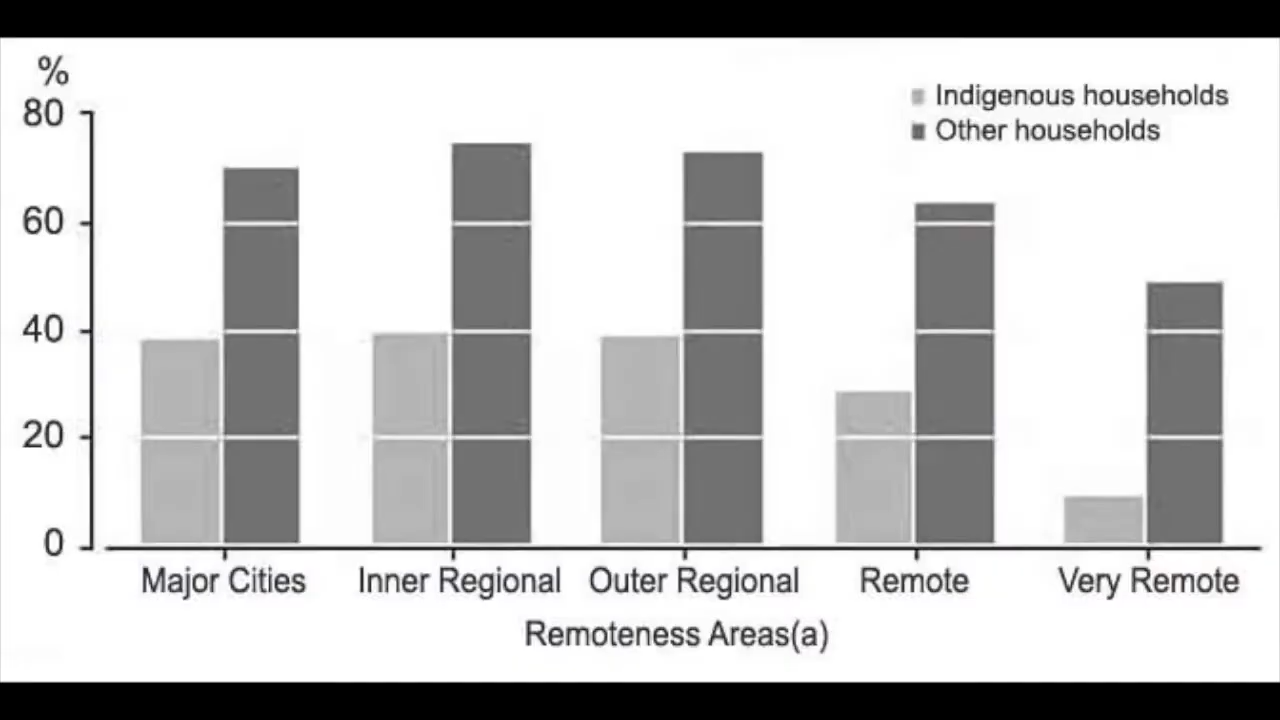 %
80
60
40
20
0
Indigenous households
Other households
Major Cities
Inner Regional
Outer Regional
Remote
Very Remote
Remoteness Areas(a)